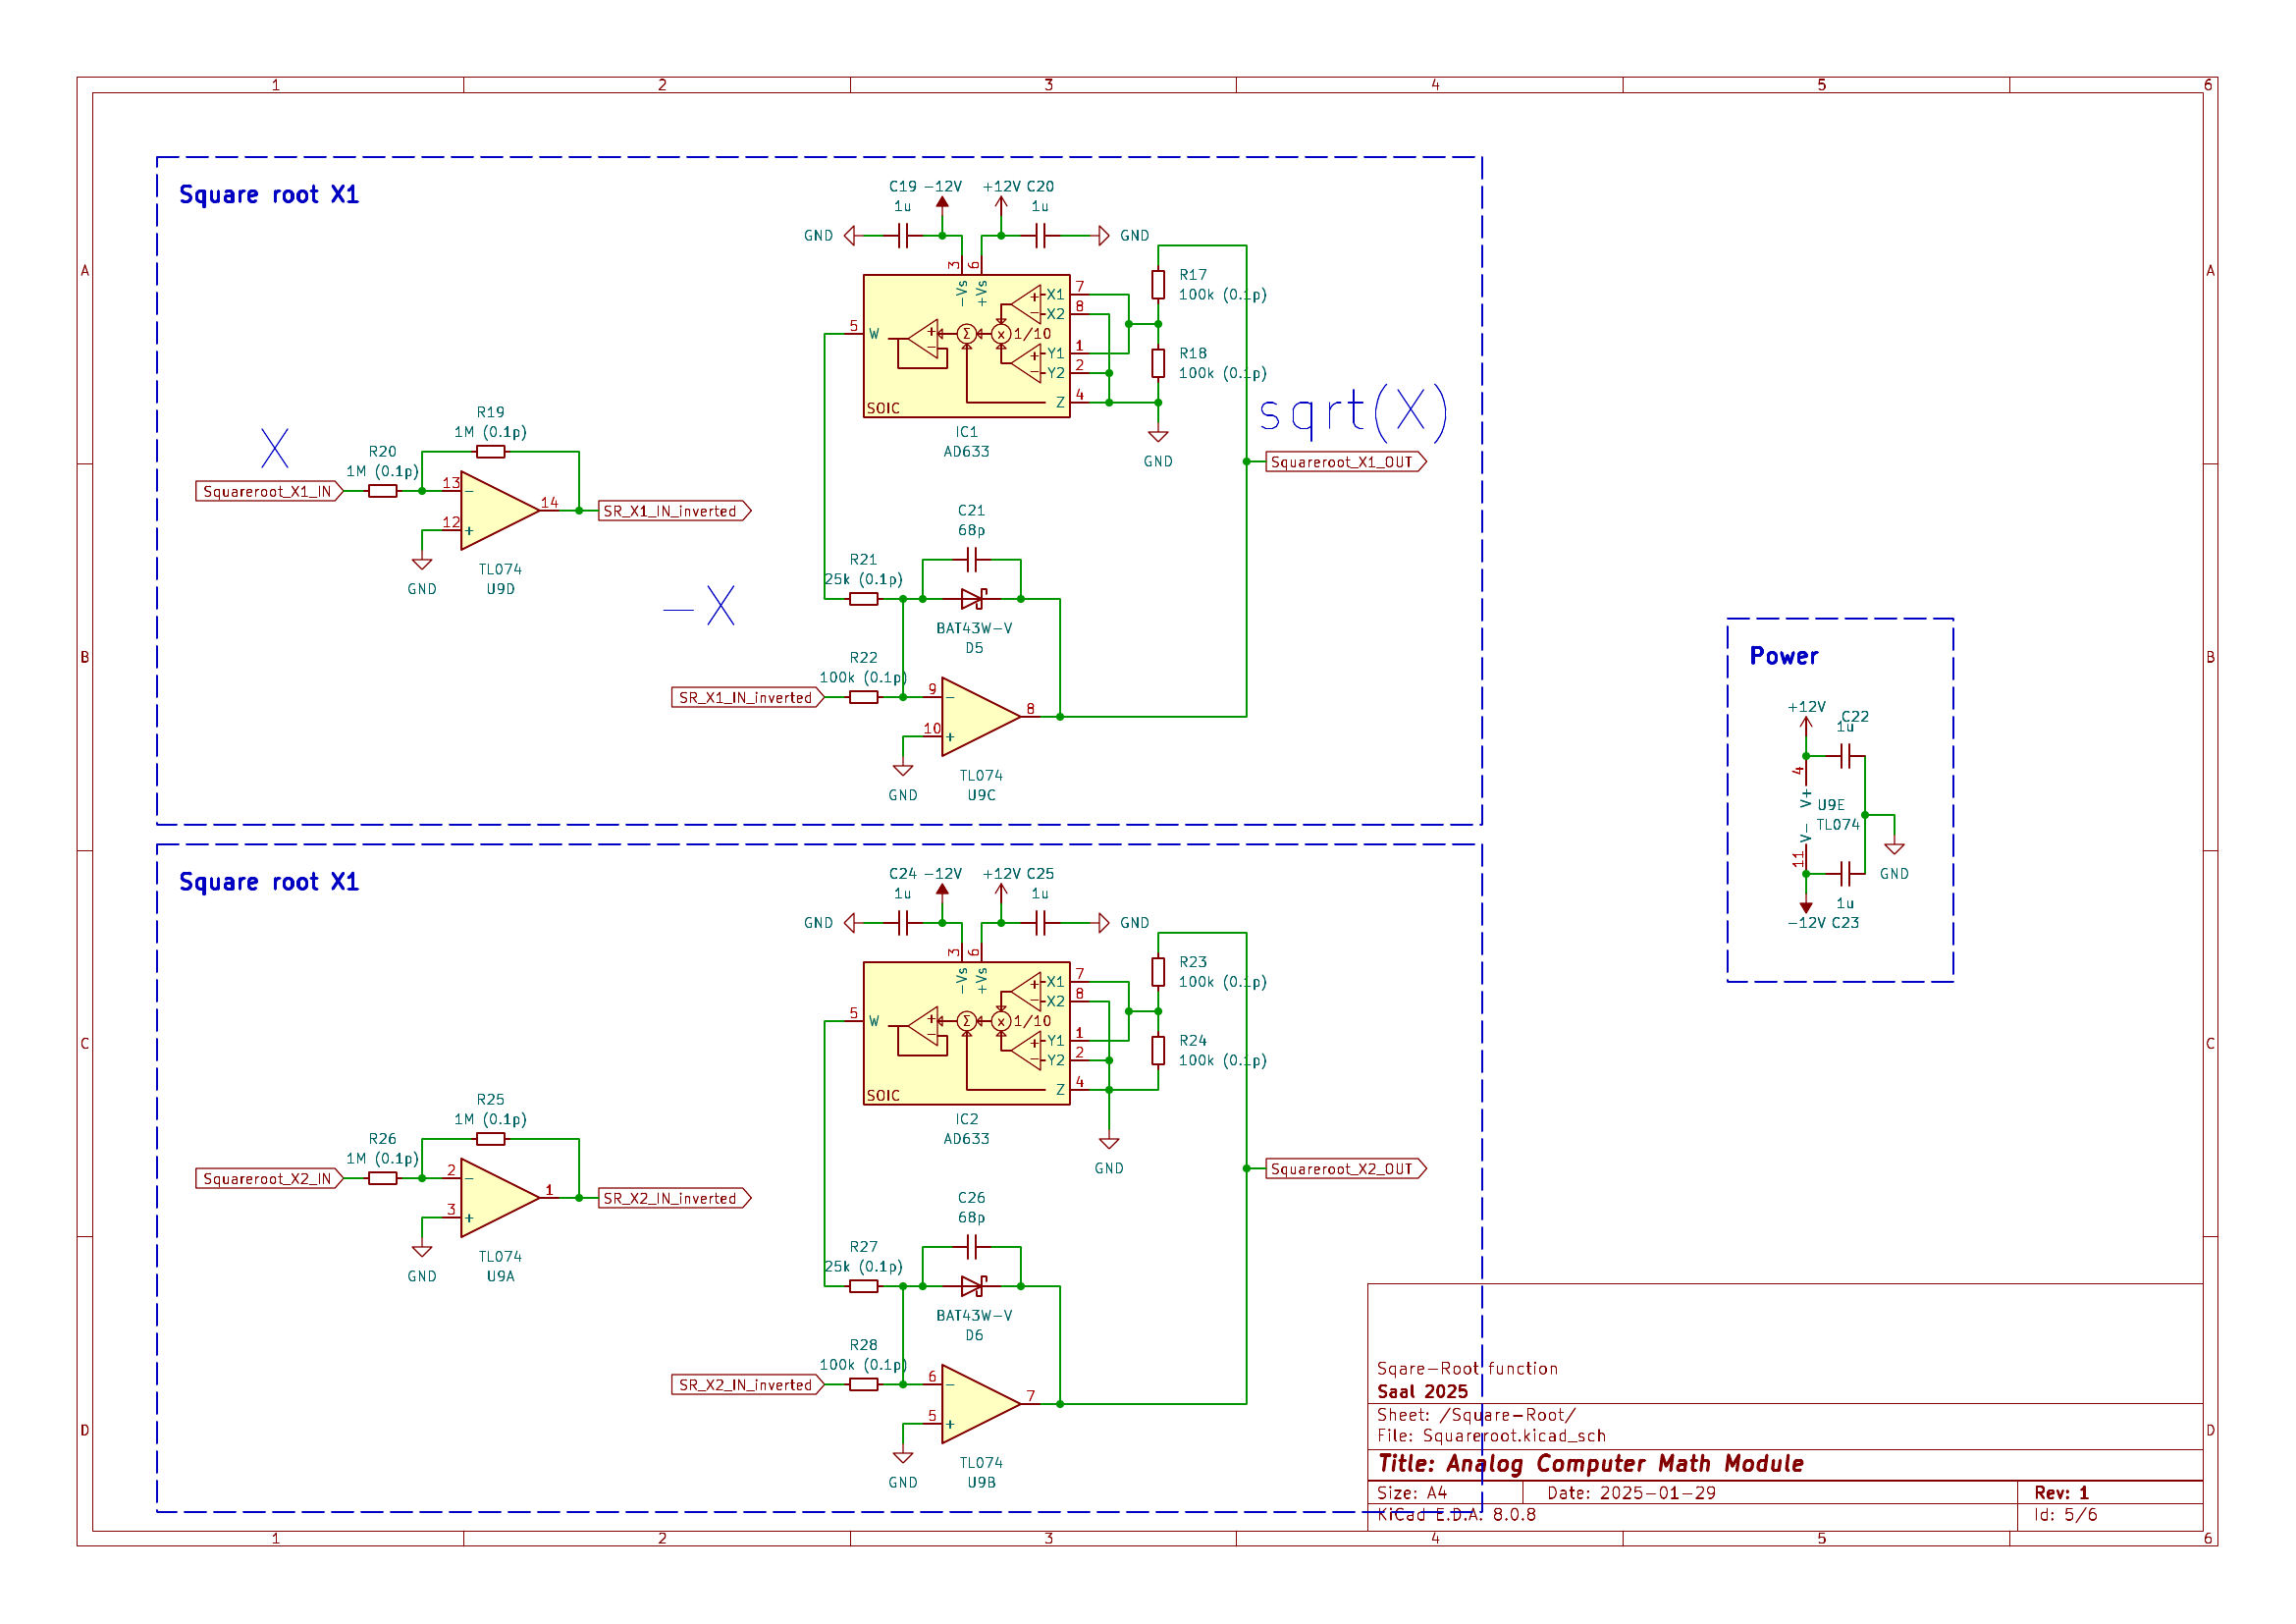 1 2 3 4 5 6
A
B
C
D
A
B
C
D
Square root X1
C19 -12V
1u
+12V C20
1u
GND
GND
3
6
-Vs
+Vs
5
W
+
-
Σ
x
1/10
+
-
+
-
X1
X2
Y1
Y2
Z
7
8
1
2
4
SOIC
IC1
AD633
R17
100k (0.1p)
R18
100k (0.1p)
GND
sqrt(X)
Squareroot_X1_OUT
X
R19
1M (0.1p)
R20
1M (0.1p)
Squareroot_X1_IN
13
-
12
+
14
SR_X1_IN_inverted
TL074
U9D
GND
-X
C21
68p
R21
25k (0.1p)
BAT43W-V
D5
R22
100k (0.1p)
SR_X1_IN_inverted
9
-
10
+
8
TL074
U9C
GND
Power
+12V
C22
1u
4
V+
U9E
TL074
V-
11
GND
1u
-12V C23
Square root X1
C24 -12V
1u
+12V C25
1u
GND
GND
3
6
-Vs
+Vs
5
W
+
-
Σ
x
1/10
+
-
+
-
X1
X2
Y1
Y2
Z
7
8
1
2
4
SOIC
IC2
AD633
R23
100k (0.1p)
R24
100k (0.1p)
GND
Squareroot_X2_OUT
R25
1M (0.1p)
R26
1M (0.1p)
Squareroot_X2_IN
2
-
3
+
1
SR_X2_IN_inverted
TL074
U9A
GND
C26
68p
R27
25k (0.1p)
BAT43W-V
D6
R28
100k (0.1p)
SR_X2_IN_inverted
6
-
5
+
7
TL074
U9B
GND
Sqare-Root function
Saal 2025
Sheet: /Square-Root/
File: Squareroot.kicad_sch
Title: Analog Computer Math Module
Size: A4
Date: 2025-01-29
Rev: 1
KiCad E.D.A. 8.0.8
Id: 5/6
1 2 3 4 5 6